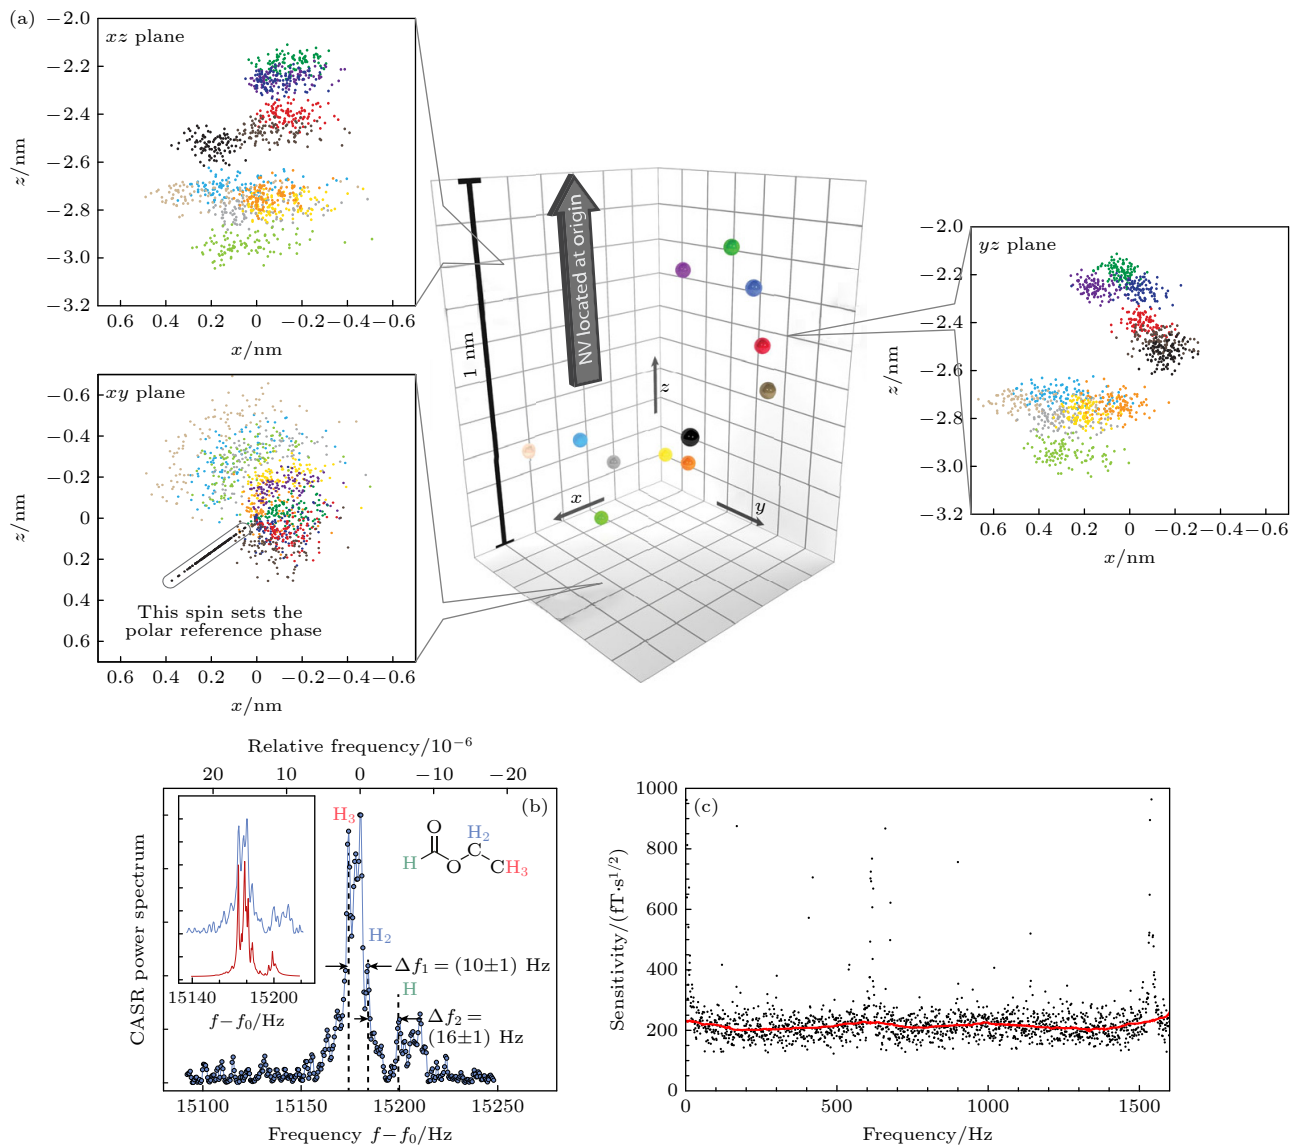 (a)
xz plane
−2.0
−2.2
−2.4
−2.6
−2.8
−3.0
−3.2
z/nm
0.6 0.4 0.2 0 −0.2 −0.4 −0.6
x/nm
xy plane
−0.6
−0.4
−0.2
0
0.2
0.4
0.6
z/nm
This spin sets the
polar reference phase
0.6 0.4 0.2 0 −0.2 −0.4 −0.6
x/nm
1 nm
NV located at origin
z
x
y
yz plane
−2.0
−2.2
−2.4
−2.6
−2.8
−3.0
−3.2
z/nm
0.6 0.4 0.2 0 −0.2 −0.4 −0.6
x/nm
Relative frequency/10⁻⁶
20 10 0 −10 −20
(b)
CASR power spectrum
H₃
H₂
H
O
H C
O C H₂
CH₃
Δf₁ = (10±1) Hz
Δf₂ =
(16±1) Hz
15140 15200
f−f₀/Hz
15100 15150 15200 15250
Frequency f−f₀/Hz
(c)
1000
800
600
400
200
0
Sensitivity/(fT·s^{1/2})
0 500 1000 1500
Frequency/Hz